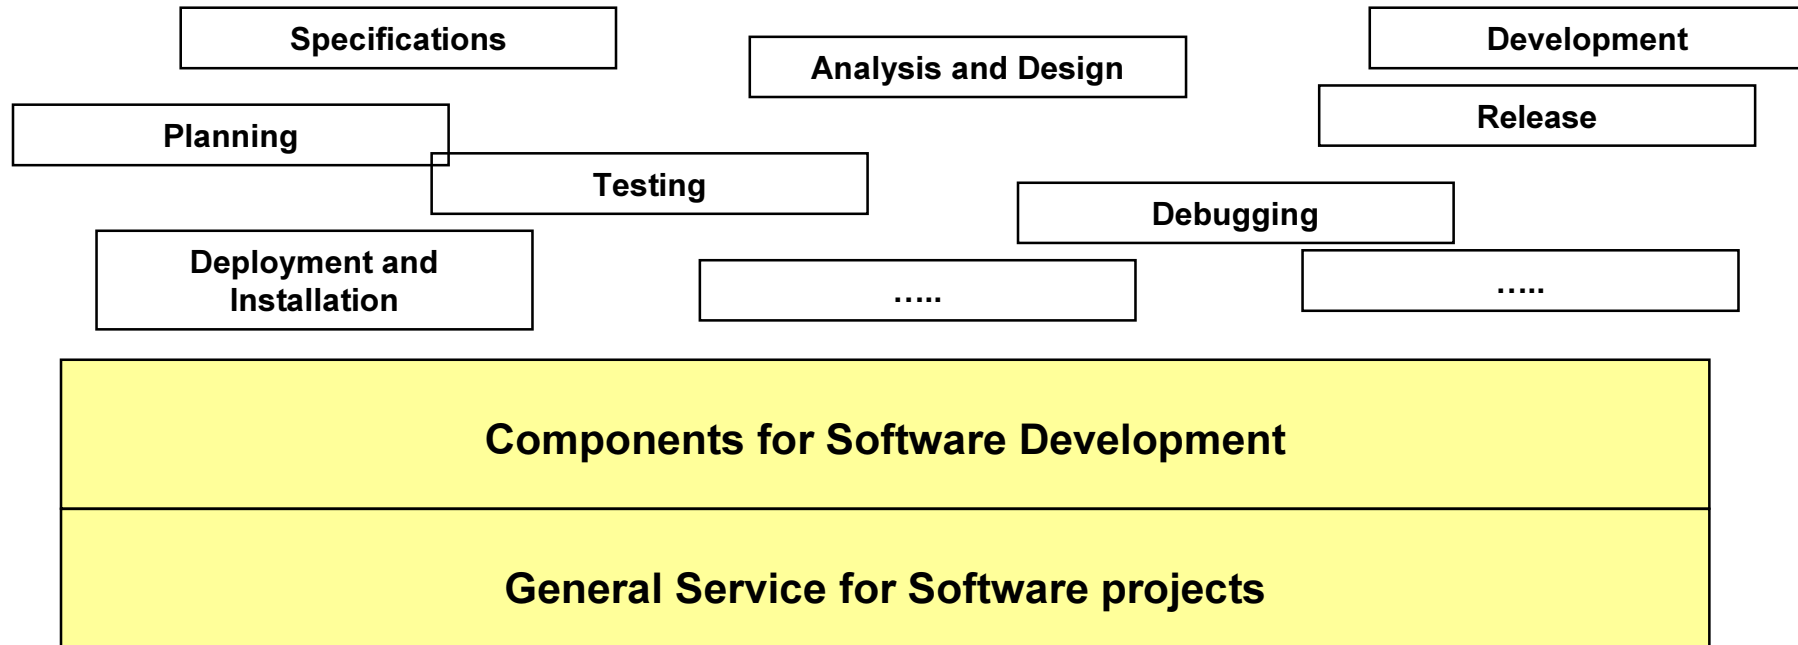 Specifications
Analysis and Design
Development
Planning
Release
Testing
Debugging
Deployment and
Installation
…..
…..
Components for Software Development
General Service for Software projects